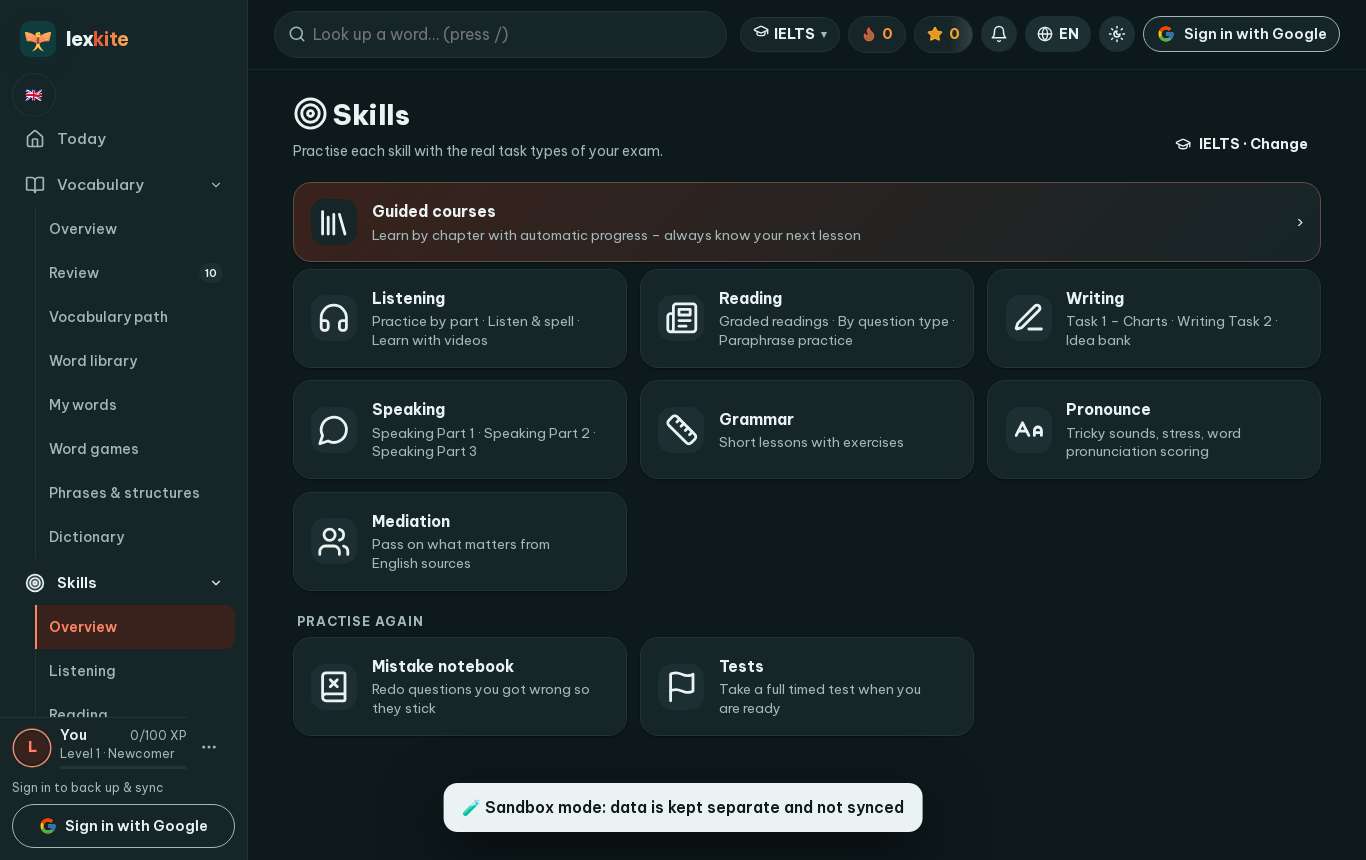 lexkite
Look up a word... (press /)
IELTS ▾
0
0
EN
Sign in with Google
Today
Vocabulary
Overview
Review 10
Vocabulary path
Word library
My words
Word games
Phrases & structures
Dictionary
Skills
Overview
Listening
Reading
L
You 0/100 XP
Level 1 · Newcomer
Sign in to back up & sync
Sign in with Google
Skills
Practise each skill with the real task types of your exam.
IELTS · Change
Guided courses
Learn by chapter with automatic progress – always know your next lesson
Listening
Practice by part · Listen & spell ·
Learn with videos
Reading
Graded readings · By question type ·
Paraphrase practice
Writing
Task 1 – Charts · Writing Task 2 ·
Idea bank
Speaking
Speaking Part 1 · Speaking Part 2 ·
Speaking Part 3
Grammar
Short lessons with exercises
Pronounce
Tricky sounds, stress, word
pronunciation scoring
Mediation
Pass on what matters from
English sources
PRACTISE AGAIN
Mistake notebook
Redo questions you got wrong so
they stick
Tests
Take a full timed test when you
are ready
🧪 Sandbox mode: data is kept separate and not synced